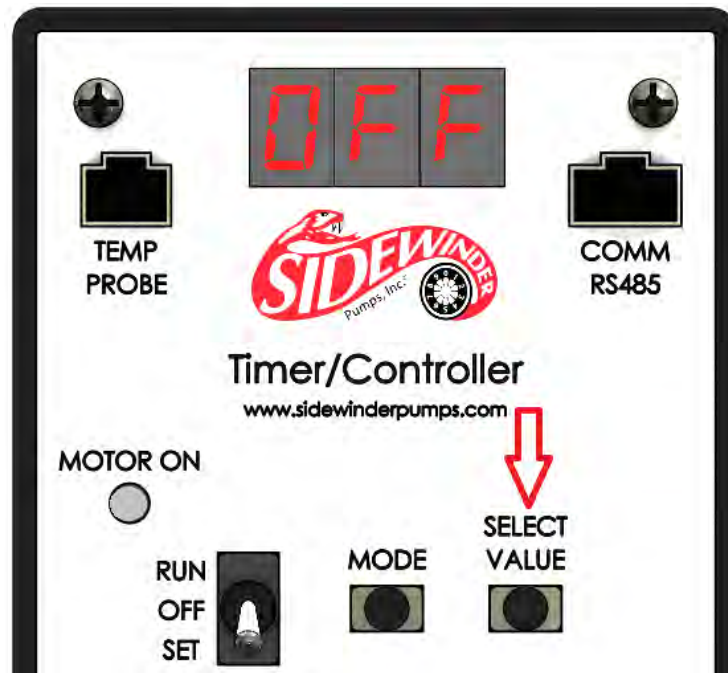 OFF
TEMP
PROBE
COMM
RS485
SIDEWINDER
Pumps, Inc.
Timer/Controller
www.sidewinderpumps.com
MOTOR ON
SELECT
VALUE
MODE
RUN
OFF
SET